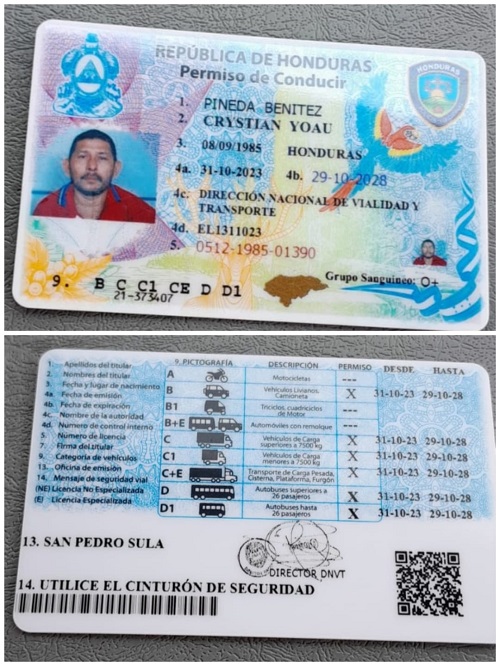 REPÚBLICA DE HONDURAS
Permiso de Conducir
HONDURAS
1. PINEDA BENITEZ
2. CRYSTIAN YOAU
3. 08/09/1985 HONDURAS
4a. 31-10-2023 4b. 29-10-2028
4c. DIRECCIÓN NACIONAL DE VIALIDAD Y
TRANSPORTE
4d. EL1311023
5. 0512-1985-01390
Grupo Sanguineo: O+
9. B C C1 CE D D1
21-373407
1. Apellidos del titular
2. Nombres del titular
3. Fecha y lugar de nacimiento
4a. Fecha de emisión
4b. Fecha de expiración
4c. Nombre de la autoridad
4d. Número de control interno
5. Número de licencia
7. Firma del titular
9. Categoria de vehículos
13. Oficina de emisión
14. Mensaje de seguridad vial
(NE) Licencia No Especializada
(E) Licencia Especializada
9. PICTOGRAFÍA DESCRIPCIÓN PERMISO DESDE HASTA
A Motocicletas ---
B Vehículos Livianos, Camioneta X 31-10-23 29-10-28
B1 Triciclos, cuadriciclos de Motor ---
B+E Automóviles con remolque ---
C Vehículos de Carga superiores a 7500 kg X 31-10-23 29-10-28
C1 Vehículos de Carga menores a 7500 kg X 31-10-23 29-10-28
C+E Transporte de Carga Pesada, Cisterna, Plataforma, Furgón X 31-10-23 29-10-28
D Autobuses superiores a 26 pasajeros X 31-10-23 29-10-28
D1 Autobuses hasta 26 pasajeros X 31-10-23 29-10-28
13. SAN PEDRO SULA
DIRECTOR DNVT
14. UTILICE EL CINTURÓN DE SEGURIDAD